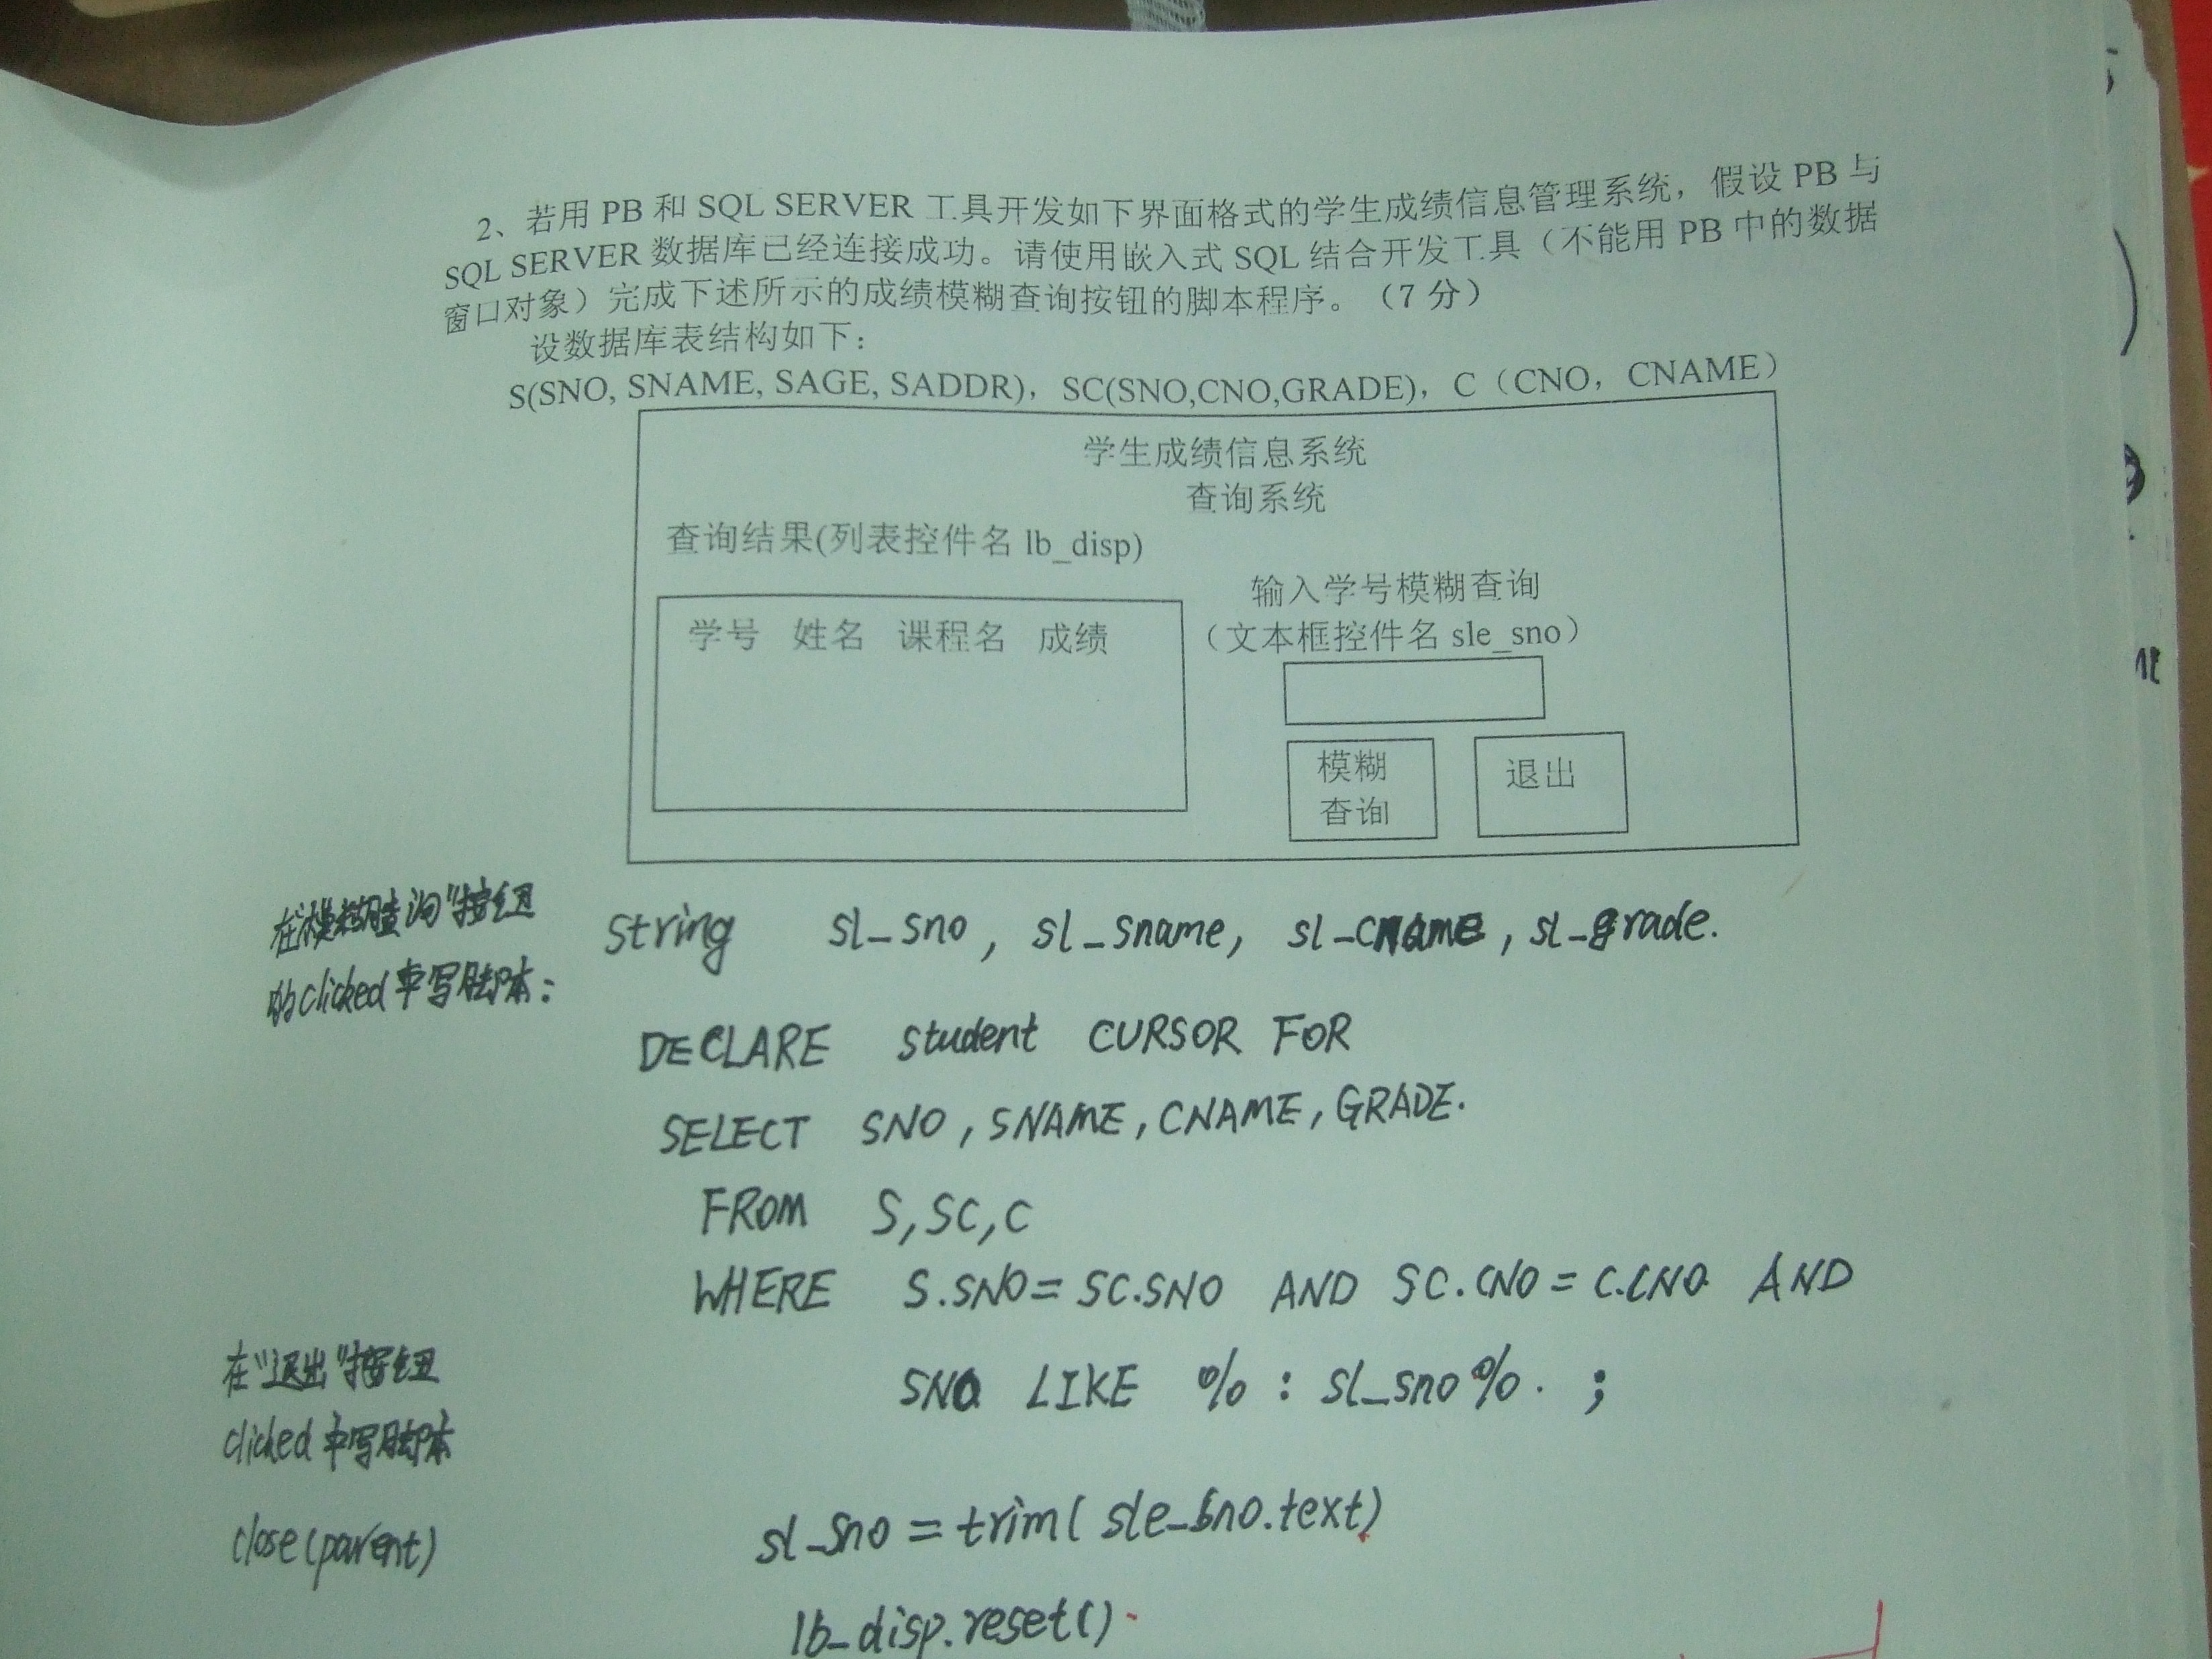 2、若用 PB 和 SQL SERVER 工具开发如下界面格式的学生成绩信息管理系统，假设 PB 与
SQL SERVER 数据库已经连接成功。请使用嵌入式 SQL 结合开发工具（不能用 PB 中的数据
窗口对象）完成下述所示的成绩模糊查询按钮的脚本程序。（7 分）
设数据库表结构如下：
S(SNO, SNAME, SAGE, SADDR)，SC(SNO,CNO,GRADE)，C（CNO，CNAME）
学生成绩信息系统
查询系统
查询结果(列表控件名 lb_disp)
输入学号模糊查询
（文本框控件名 sle_sno）
学号 姓名 课程名 成绩
模糊
查询
退出
在"模糊查询"按钮
的clicked中写脚本：
string sl_sno, sl_sname, sl_cname, sl_grade.
DECLARE student CURSOR FOR
SELECT SNO, SNAME, CNAME, GRADE.
FROM S, SC, C
WHERE S.SNO = SC.SNO AND SC.CNO = C.CNO AND
SNO LIKE % : sl_sno % . ;
在"退出"按钮
clicked中写脚本
close(parent)
sl_sno = trim( sle_sno.text)
lb_disp.reset()